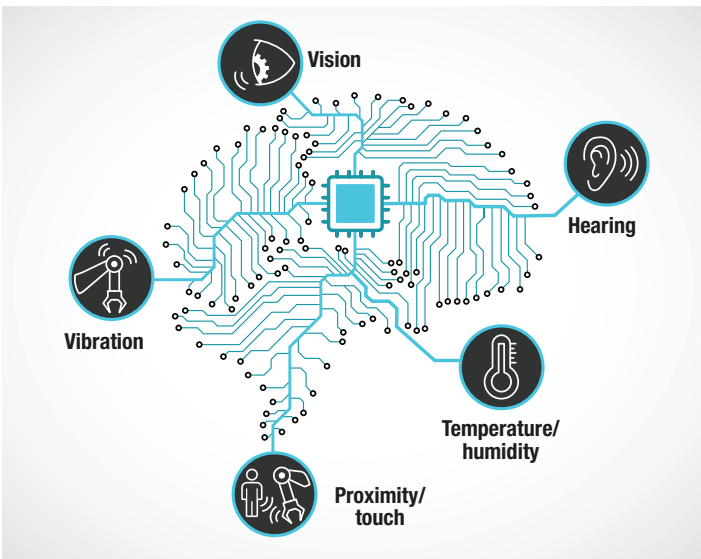 Vision
Hearing
Vibration
Temperature/
humidity
Proximity/
touch